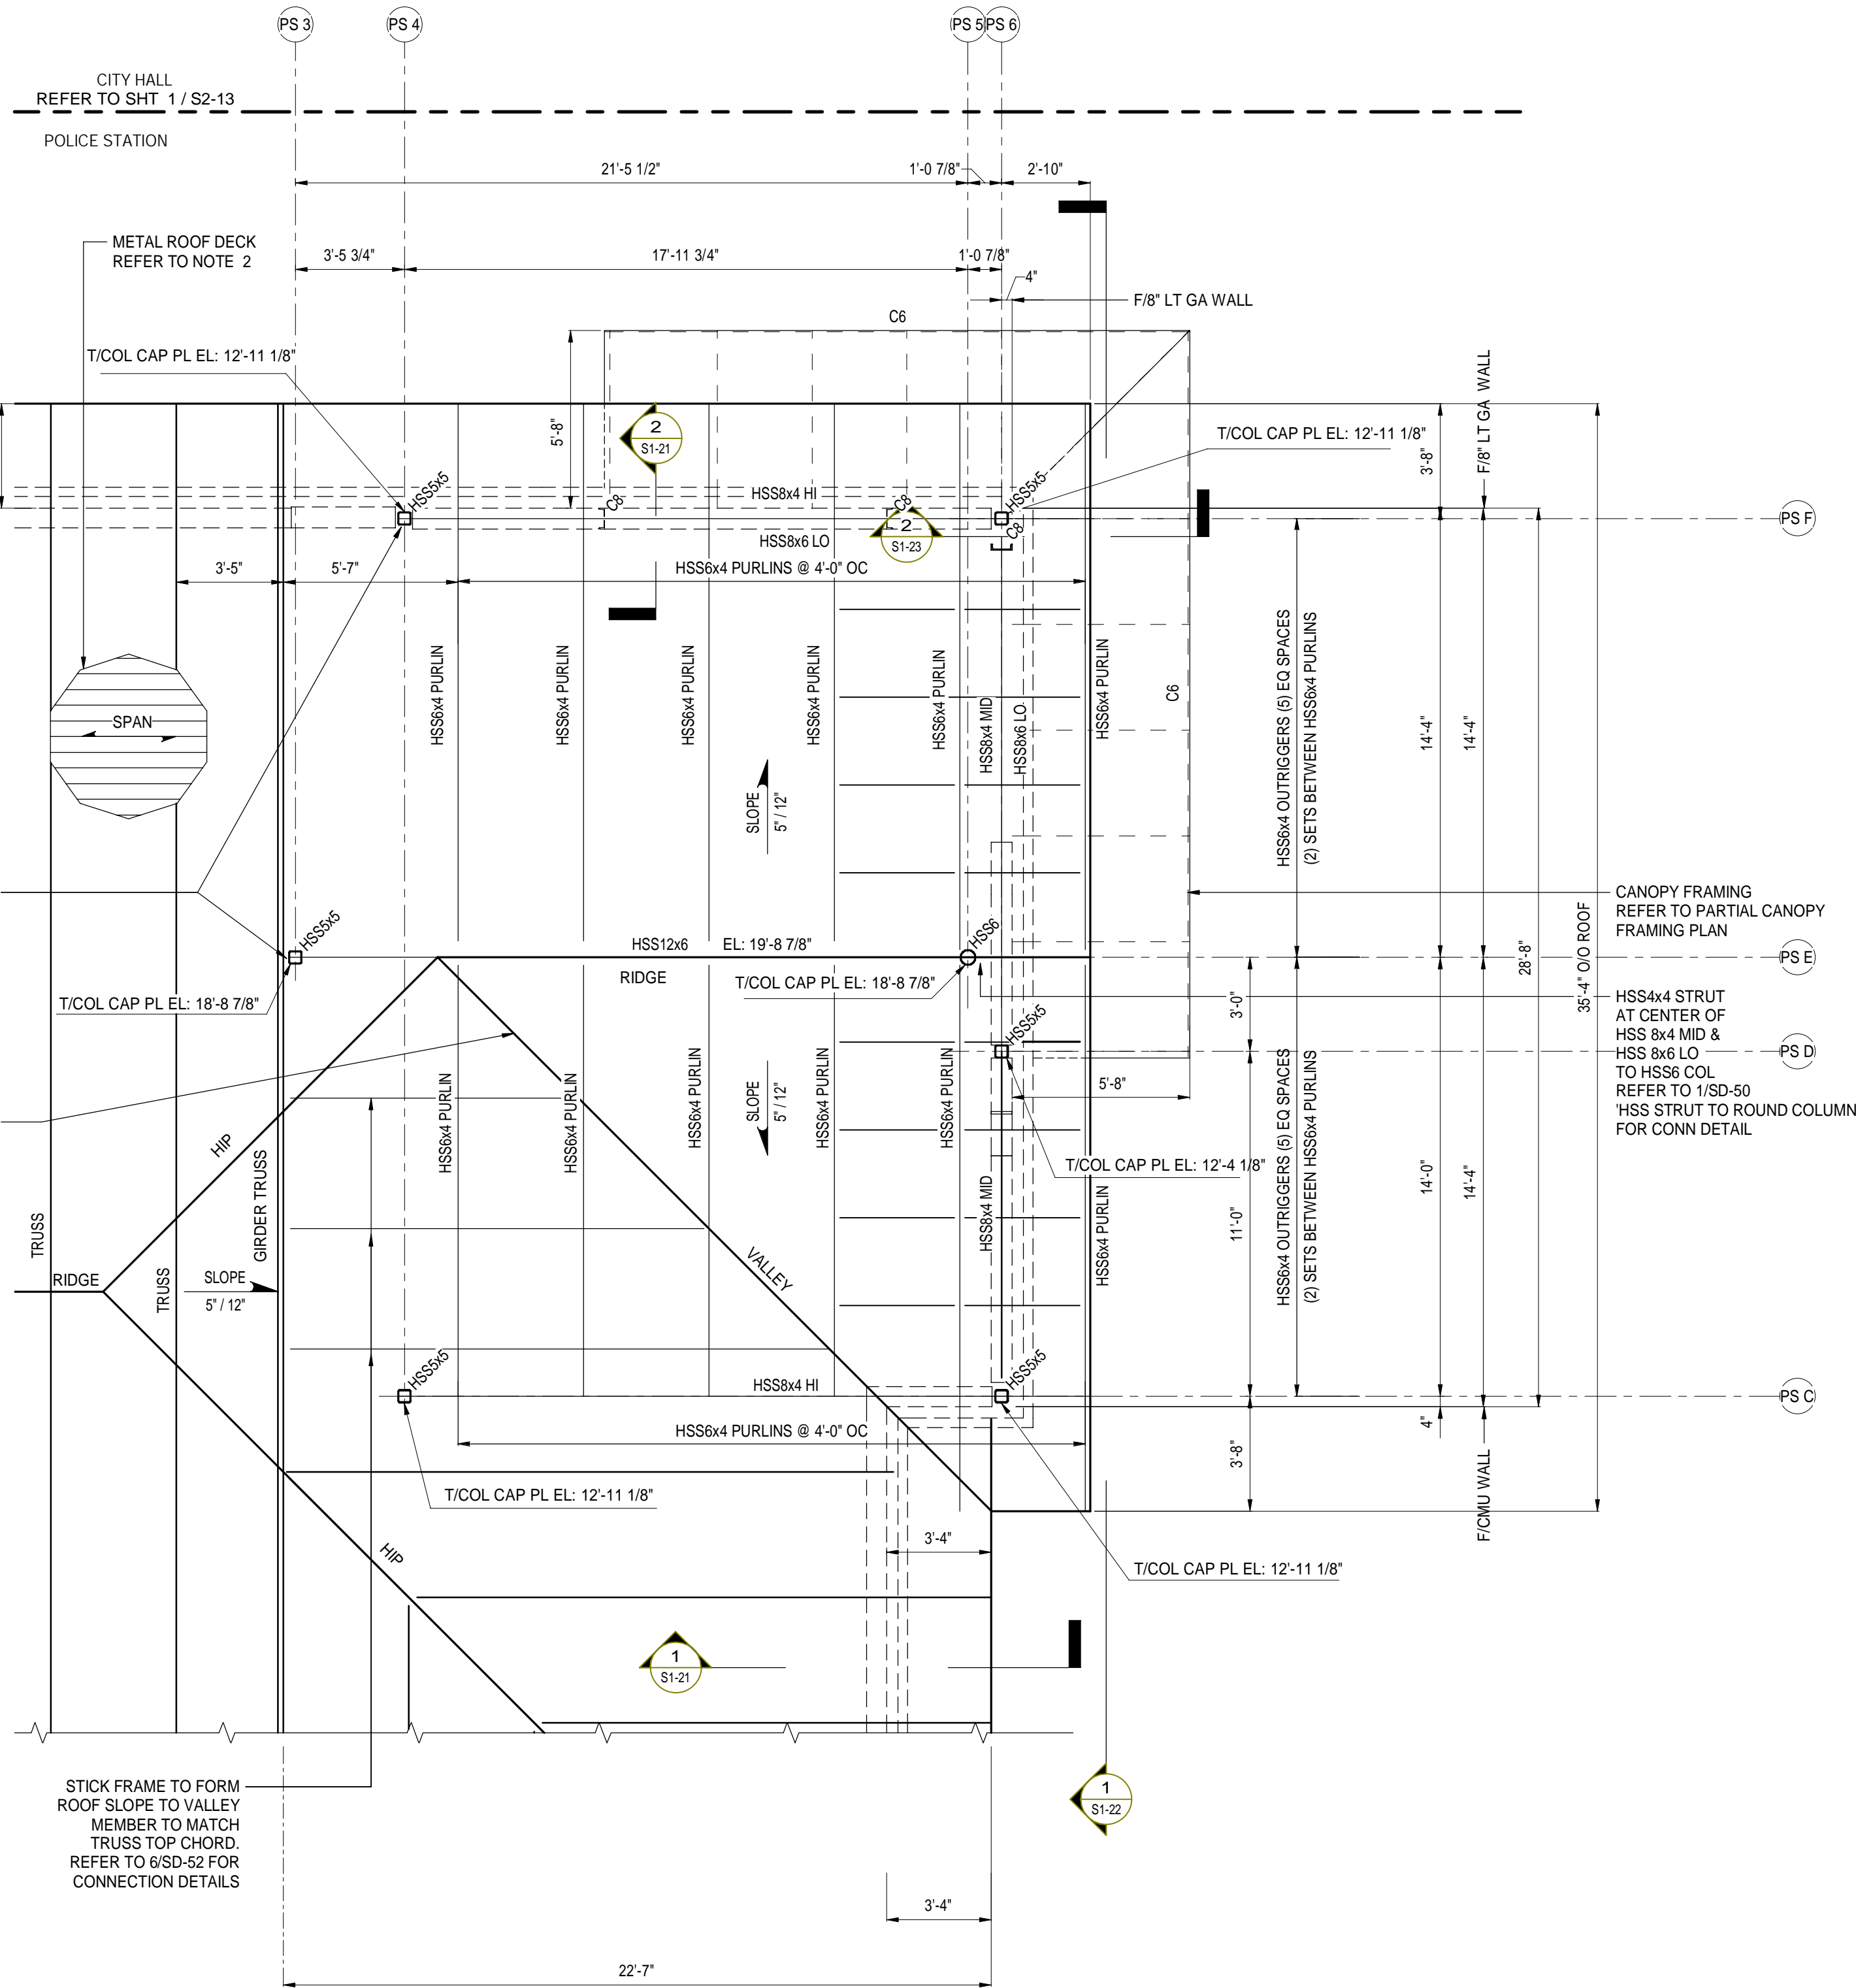 PS 3
PS 4
PS 5
PS 6
CITY HALL
REFER TO SHT 1 / S2-13
POLICE STATION
21'-5 1/2"
1'-0 7/8"
2'-10"
METAL ROOF DECK
REFER TO NOTE 2
3'-5 3/4"
17'-11 3/4"
1'-0 7/8"
4"
F/8" LT GA WALL
C6
T/COL CAP PL EL: 12'-11 1/8"
5'-8"
2
S1-21
T/COL CAP PL EL: 12'-11 1/8"
3'-8"
F/8" LT GA WALL
HSS5x5
C8
HSS8x4 HI
C8
HSS5x5
C8
2
S1-23
HSS8x6 LO
PS F
3'-5"
5'-7"
HSS6x4 PURLINS @ 4'-0" OC
HSS6x4 PURLIN
HSS6x4 PURLIN
HSS6x4 PURLIN
HSS6x4 PURLIN
HSS6x4 PURLIN
HSS8x4 MID
HSS8x6 LO
HSS6x4 PURLIN
C6
HSS6x4 OUTRIGGERS (5) EQ SPACES
(2) SETS BETWEEN HSS6x4 PURLINS
14'-4"
14'-4"
SPAN
SLOPE
5" / 12"
CANOPY FRAMING
REFER TO PARTIAL CANOPY
FRAMING PLAN
HSS5x5
HSS12x6
EL: 19'-8 7/8"
HSS6
RIDGE
T/COL CAP PL EL: 18'-8 7/8"
T/COL CAP PL EL: 18'-8 7/8"
28'-8"
35'-4" O/O ROOF
PS E
3'-0"
HSS4x4 STRUT
AT CENTER OF
HSS 8x4 MID &
HSS 8x6 LO
TO HSS6 COL
REFER TO 1/SD-50
'HSS STRUT TO ROUND COLUMN
FOR CONN DETAIL
HSS5x5
PS D
5'-8"
HSS6x4 PURLIN
HSS6x4 PURLIN
HSS6x4 PURLIN
SLOPE
5" / 12"
HSS6x4 PURLIN
HSS6x4 PURLIN
T/COL CAP PL EL: 12'-4 1/8"
HSS8x4 MID
HSS6x4 PURLIN
11'-0"
HSS6x4 OUTRIGGERS (5) EQ SPACES
(2) SETS BETWEEN HSS6x4 PURLINS
14'-0"
14'-4"
HIP
GIRDER TRUSS
TRUSS
TRUSS
RIDGE
SLOPE
5" / 12"
VALLEY
HSS5x5
HSS8x4 HI
HSS5x5
PS C
HSS6x4 PURLINS @ 4'-0" OC
3'-8"
4"
F/CMU WALL
T/COL CAP PL EL: 12'-11 1/8"
HIP
3'-4"
T/COL CAP PL EL: 12'-11 1/8"
1
S1-21
STICK FRAME TO FORM
ROOF SLOPE TO VALLEY
MEMBER TO MATCH
TRUSS TOP CHORD.
REFER TO 6/SD-52 FOR
CONNECTION DETAILS
1
S1-22
3'-4"
22'-7"